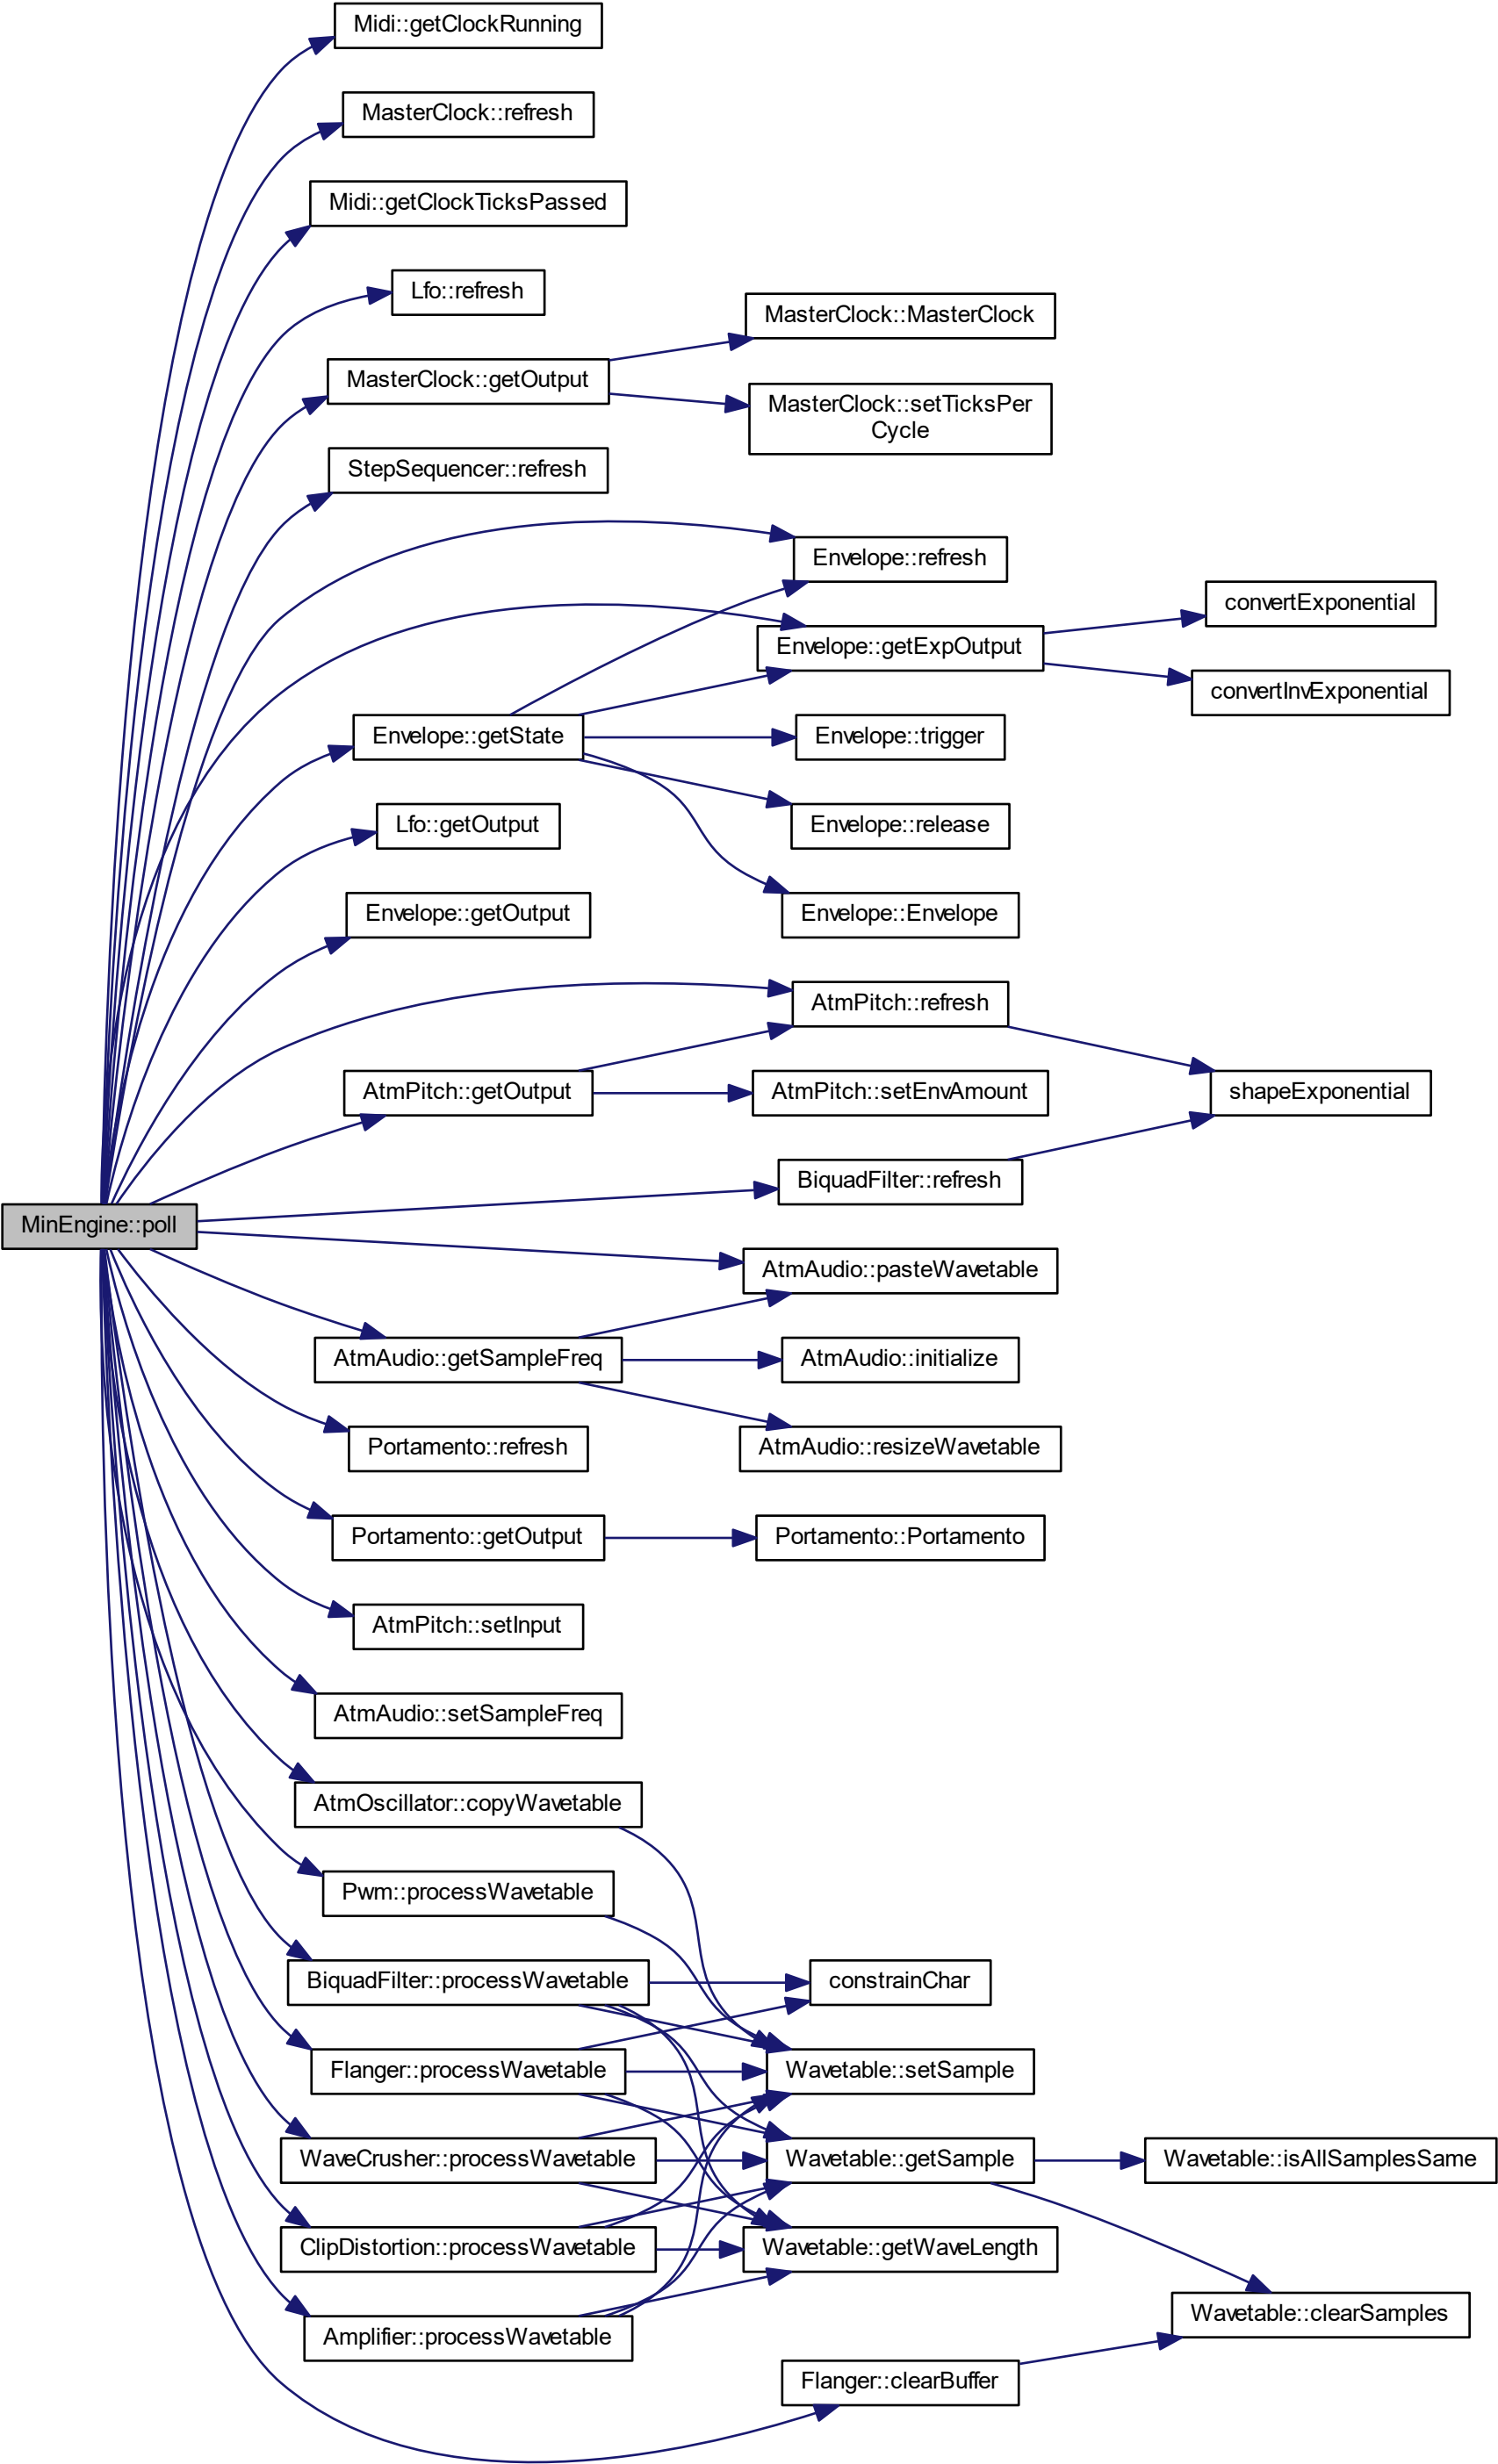 Midi::getClockRunning
MasterClock::refresh
Midi::getClockTicksPassed
Lfo::refresh
MasterClock::MasterClock
MasterClock::getOutput
MasterClock::setTicksPer
Cycle
StepSequencer::refresh
Envelope::refresh
convertExponential
Envelope::getExpOutput
convertInvExponential
Envelope::getState
Envelope::trigger
Lfo::getOutput
Envelope::release
Envelope::getOutput
Envelope::Envelope
AtmPitch::refresh
AtmPitch::getOutput
AtmPitch::setEnvAmount
shapeExponential
BiquadFilter::refresh
MinEngine::poll
AtmAudio::pasteWavetable
AtmAudio::getSampleFreq
AtmAudio::initialize
Portamento::refresh
AtmAudio::resizeWavetable
Portamento::getOutput
Portamento::Portamento
AtmPitch::setInput
AtmAudio::setSampleFreq
AtmOscillator::copyWavetable
Pwm::processWavetable
BiquadFilter::processWavetable
constrainChar
Flanger::processWavetable
Wavetable::setSample
WaveCrusher::processWavetable
Wavetable::getSample
Wavetable::isAllSamplesSame
ClipDistortion::processWavetable
Wavetable::getWaveLength
Wavetable::clearSamples
Amplifier::processWavetable
Flanger::clearBuffer